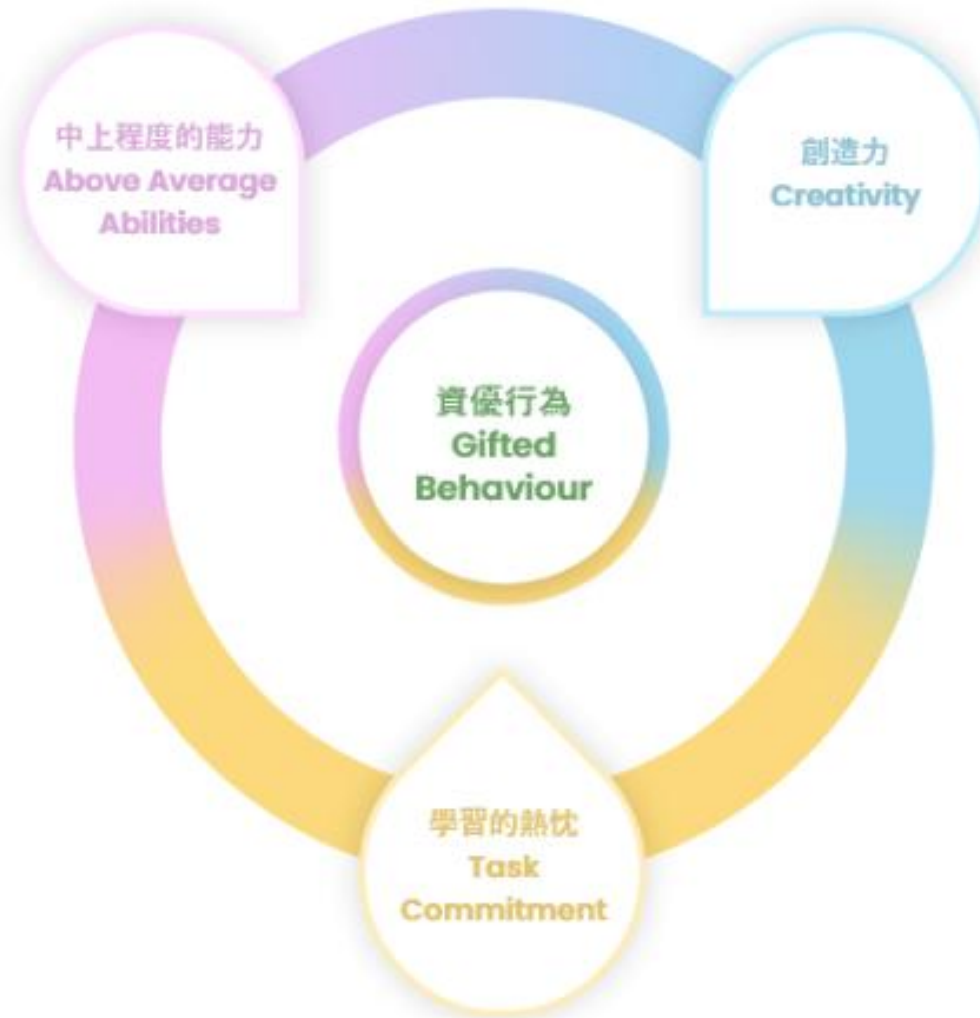 中上程度的能力
Above Average
Abilities
創造力
Creativity
資優行為
Gifted
Behaviour
學習的熱忱
Task
Commitment